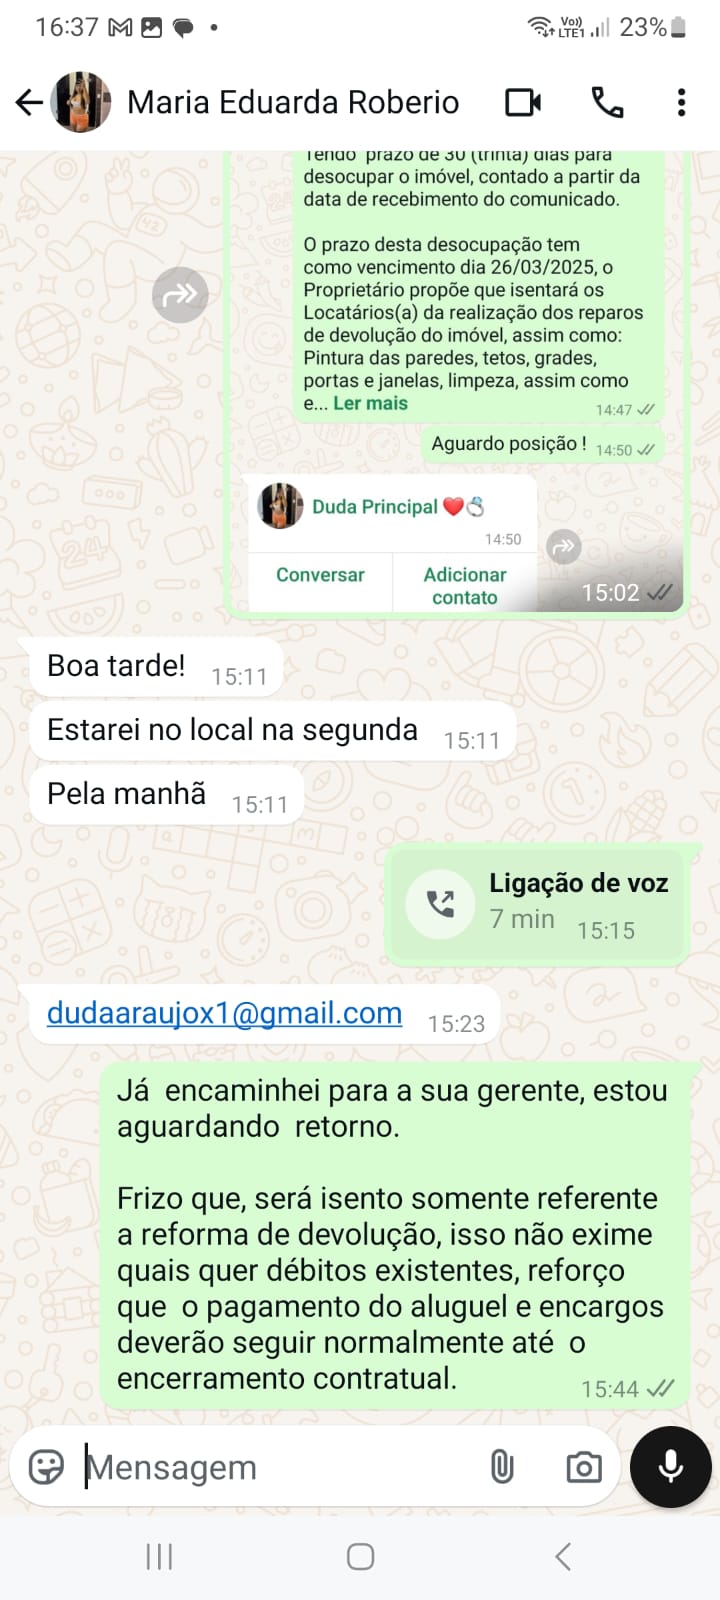 16:37
Vo))
LTE1
23%
Maria Eduarda Roberio
Tendo prazo de 30 (trinta) dias para
desocupar o imóvel, contado a partir da
data de recebimento do comunicado.
O prazo desta desocupação tem
como vencimento dia 26/03/2025, o
Proprietário propõe que isentará os
Locatários(a) da realização dos reparos
de devolução do imóvel, assim como:
Pintura das paredes, tetos, grades,
portas e janelas, limpeza, assim como
e... Ler mais
14:47
Aguardo posição ! 14:50
Duda Principal ❤️💍
14:50
Conversar
Adicionar
contato
15:02
Boa tarde! 15:11
Estarei no local na segunda 15:11
Pela manhã 15:11
Ligação de voz
7 min 15:15
dudaaraujox1@gmail.com 15:23
Já encaminhei para a sua gerente, estou
aguardando retorno.
Frizo que, será isento somente referente
a reforma de devolução, isso não exime
quais quer débitos existentes, reforço
que o pagamento do aluguel e encargos
deverão seguir normalmente até o
encerramento contratual.
15:44
Mensagem